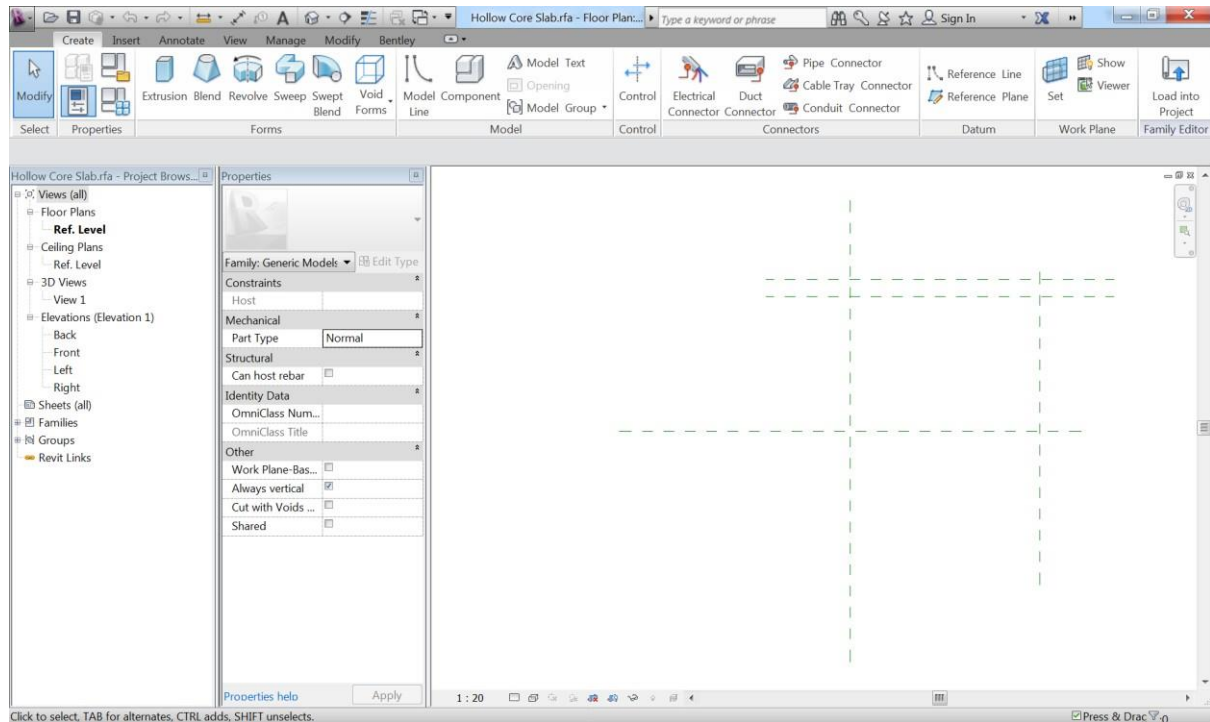 Hollow Core Slab.rfa - Floor Plan:...
Type a keyword or phrase
Sign In
Create Insert Annotate View Manage Modify Bentley
Modify
Extrusion Blend Revolve Sweep Swept Blend Void Forms
Model Line Component
Model Text
Opening
Model Group
Control
Electrical Connector Duct Connector
Pipe Connector
Cable Tray Connector
Conduit Connector
Reference Line
Reference Plane
Set
Show
Viewer
Load into Project
Select Properties Forms Model Control Connectors Datum Work Plane Family Editor
Hollow Core Slab.rfa - Project Brows...
Views (all)
Floor Plans
Ref. Level
Ceiling Plans
Ref. Level
3D Views
View 1
Elevations (Elevation 1)
Back
Front
Left
Right
Sheets (all)
Families
Groups
Revit Links
Properties
Family: Generic Models Edit Type
Constraints
Host
Mechanical
Part Type Normal
Structural
Can host rebar
Identity Data
OmniClass Num...
OmniClass Title
Other
Work Plane-Bas...
Always vertical
Cut with Voids ...
Shared
Properties help Apply
1 : 20
Click to select, TAB for alternates, CTRL adds, SHIFT unselects.
Press & Drac :0